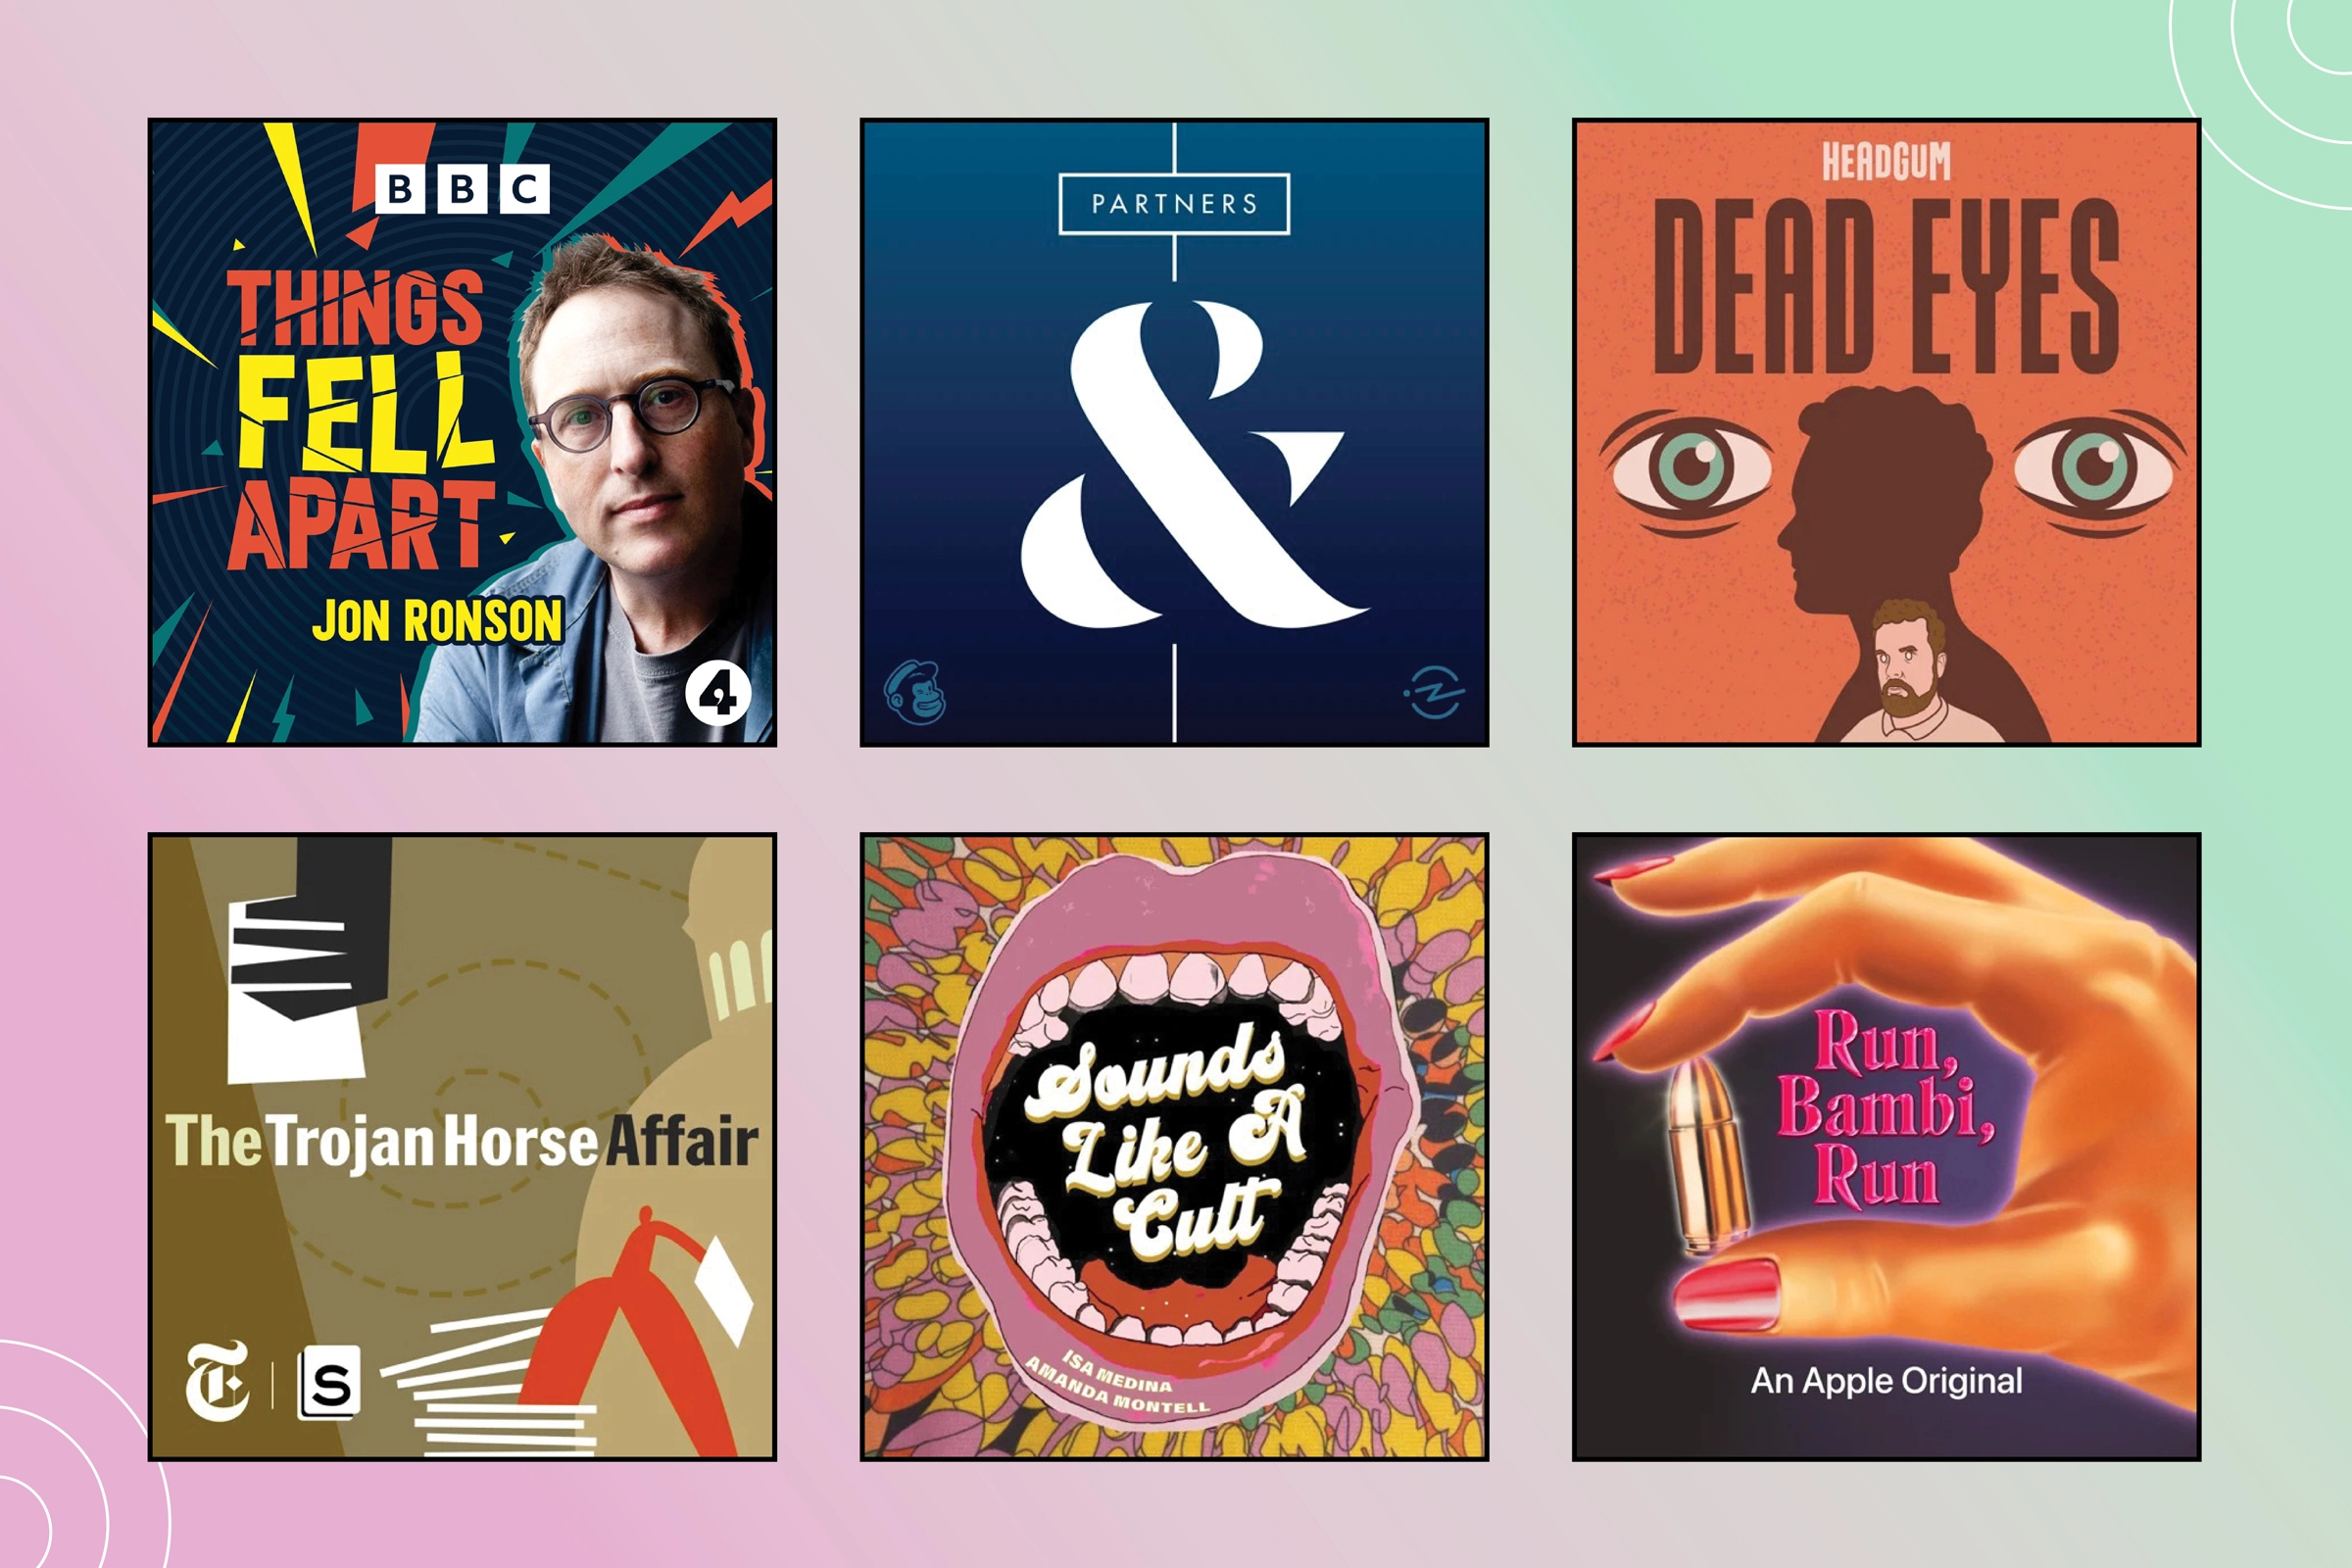 BBC
THINGS
FELL
APART
JON RONSON
4
PARTNERS
&
HEADGUM
DEAD EYES
The Trojan Horse Affair
T
S
Sounds
Like A
Cult
ISA MEDINA
AMANDA MONTELL
Run,
Bambi,
Run
An Apple Original